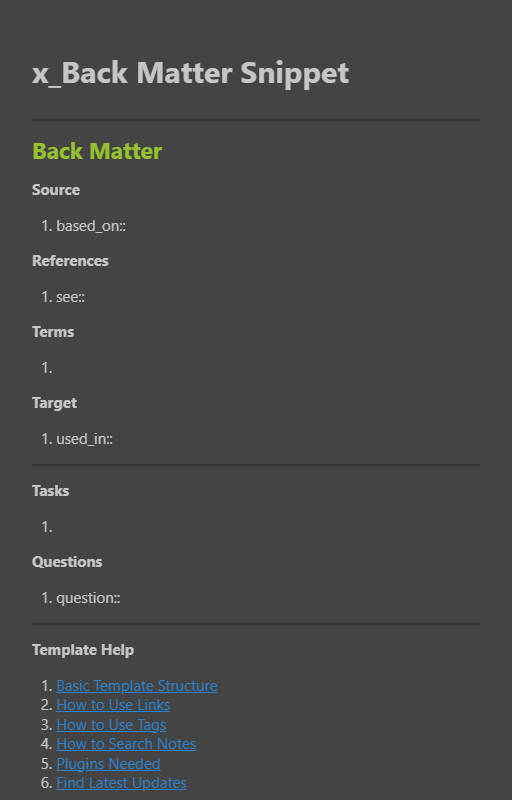 x_Back Matter Snippet
Back Matter
Source
1. based_on::
References
1. see::
Terms
1.
Target
1. used_in::
Tasks
1.
Questions
1. question::
Template Help
1. Basic Template Structure
2. How to Use Links
3. How to Use Tags
4. How to Search Notes
5. Plugins Needed
6. Find Latest Updates